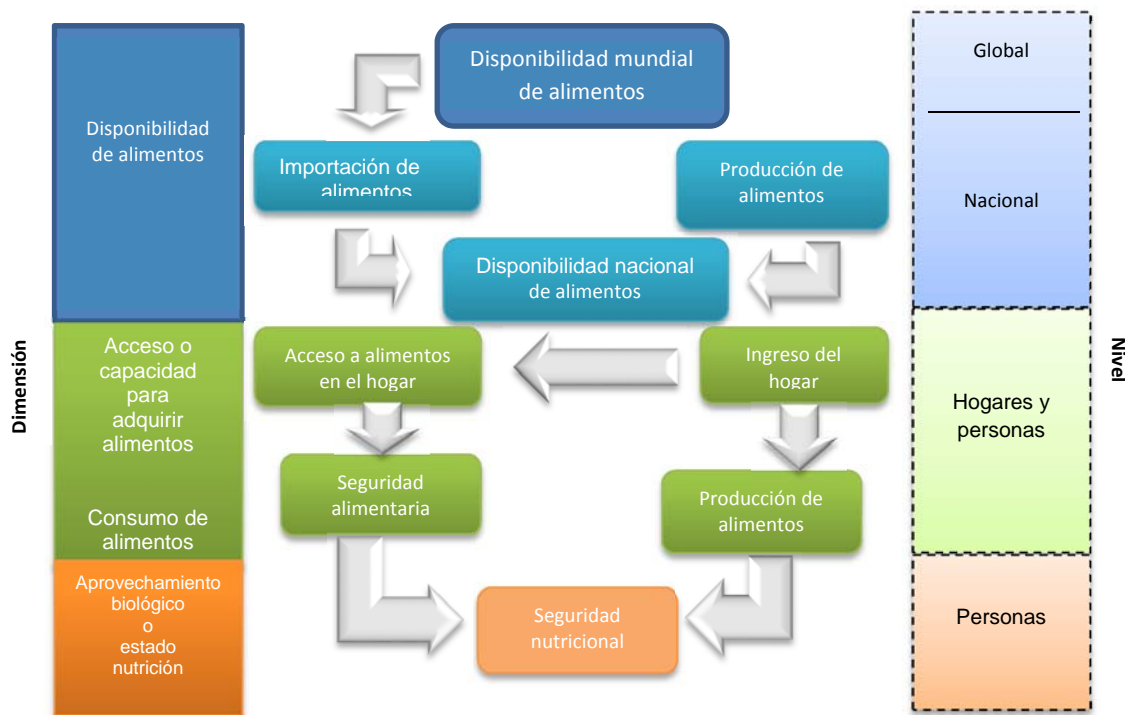 Dimensión
Disponibilidad
de alimentos
Acceso o
capacidad
para
adquirir
alimentos
Consumo de
alimentos
Aprovechamiento
biológico
o
estado
nutrición
Disponibilidad mundial
de alimentos
Importación de
alimentos
Producción de
alimentos
Disponibilidad nacional
de alimentos
Acceso a alimentos
en el hogar
Ingreso del
hogar
Seguridad
alimentaria
Producción de
alimentos
Seguridad
nutricional
Global
Nacional
Hogares y
personas
Personas
Nivel